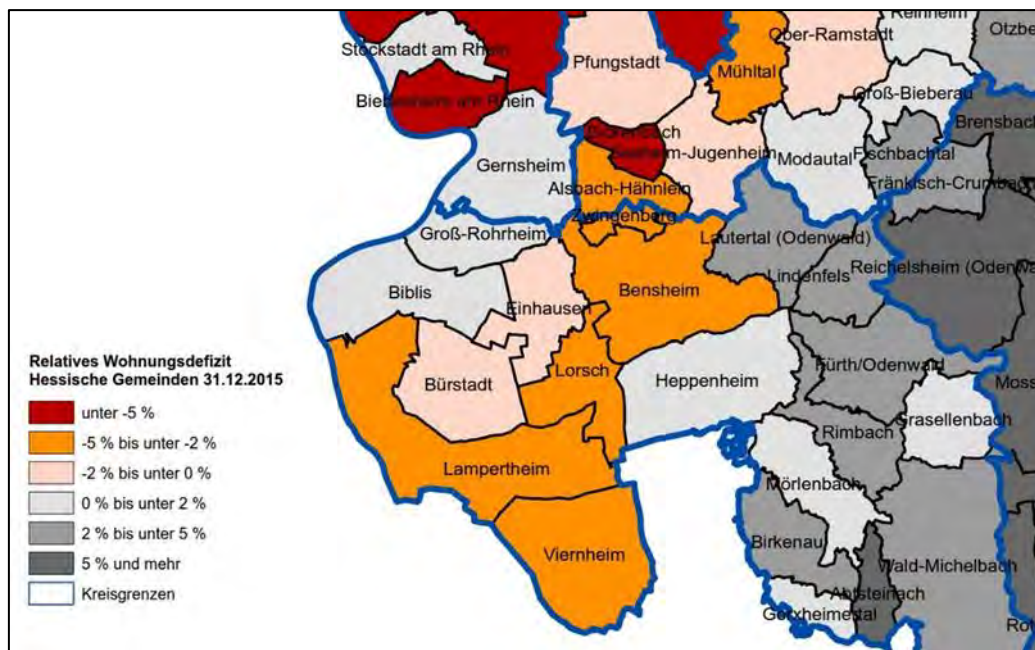 Reinheim
Otzbe
Stockstadt am Rhein
Ober-Ramstadt
Pfungstadt
Mühltal
Groß-Bieberau
Biebesheim am Rhein
Brensbach
Bickenbach
Seeheim-Jugenheim
Modautal
Fischbachtal
Gernsheim
Fränkisch-Crumbach
Alsbach-Hähnlein
Zwingenberg
Groß-Rohrheim
Lautertal (Odenwald)
Lindenfels
Reichelsheim (Odenwa
Biblis
Bensheim
Einhausen
Relatives Wohnungsdefizit
Hessische Gemeinden 31.12.2015
unter -5 %
-5 % bis unter -2 %
-2 % bis unter 0 %
0 % bis unter 2 %
2 % bis unter 5 %
5 % und mehr
Kreisgrenzen
Bürstadt
Lorsch
Heppenheim
Fürth/Odenwald
Moss
Grasellenbach
Rimbach
Lampertheim
Mörlenbach
Viernheim
Birkenau
Wald-Michelbach
Abtsteinach
Gorxheimertal
Rot